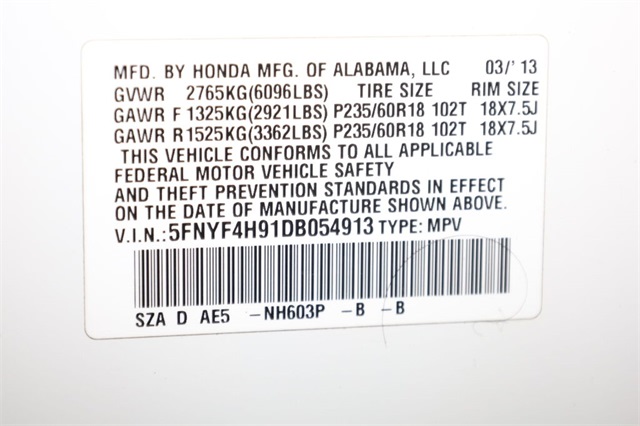 MFD. BY HONDA MFG. OF ALABAMA, LLC 03/'13
GVWR 2765KG(6096LBS) TIRE SIZE RIM SIZE
GAWR F 1325KG(2921LBS) P235/60R18 102T 18X7.5J
GAWR R 1525KG(3362LBS) P235/60R18 102T 18X7.5J
THIS VEHICLE CONFORMS TO ALL APPLICABLE
FEDERAL MOTOR VEHICLE SAFETY
AND THEFT PREVENTION STANDARDS IN EFFECT
ON THE DATE OF MANUFACTURE SHOWN ABOVE.
V.I.N.:5FNYF4H91DB054913 TYPE: MPV
SZA D AE5 -NH603P -B -B